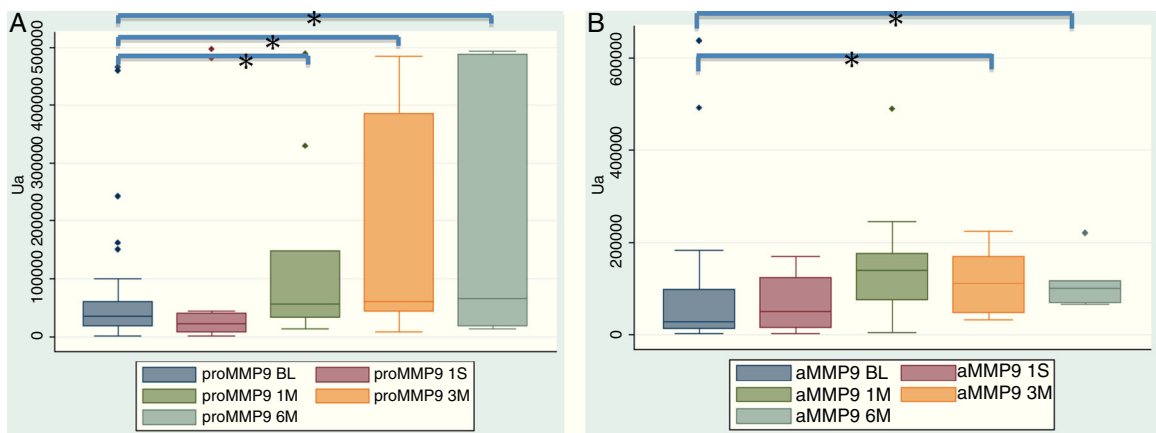 A
*
*
*
Ua
500000
400000
300000
200000
100000
0
proMMP9 BL
proMMP9 1S
proMMP9 1M
proMMP9 3M
proMMP9 6M
B
*
*
Ua
600000
400000
200000
0
aMMP9 BL
aMMP9 1S
aMMP9 1M
aMMP9 3M
aMMP9 6M